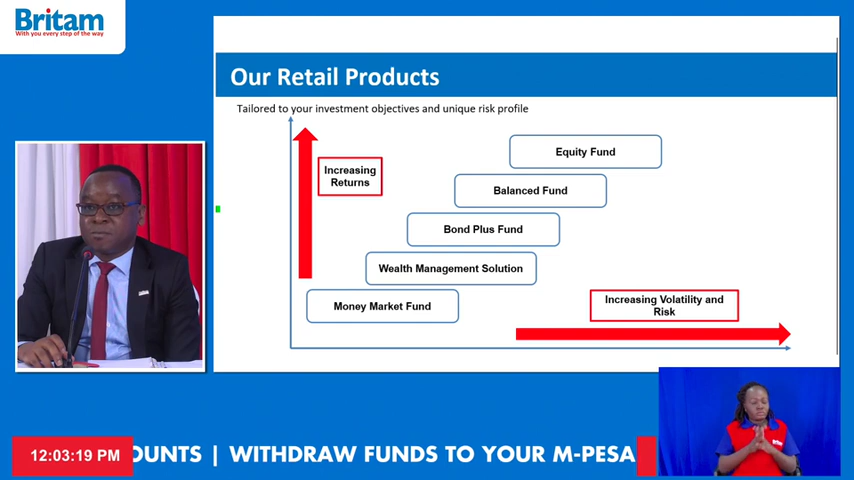 Britam
With you every step of the way
Our Retail Products
Tailored to your investment objectives and unique risk profile
Increasing
Returns
Equity Fund
Balanced Fund
Bond Plus Fund
Wealth Management Solution
Money Market Fund
Increasing Volatility and
Risk
12:03:19 PM
OUNTS | WITHDRAW FUNDS TO YOUR M-PESA